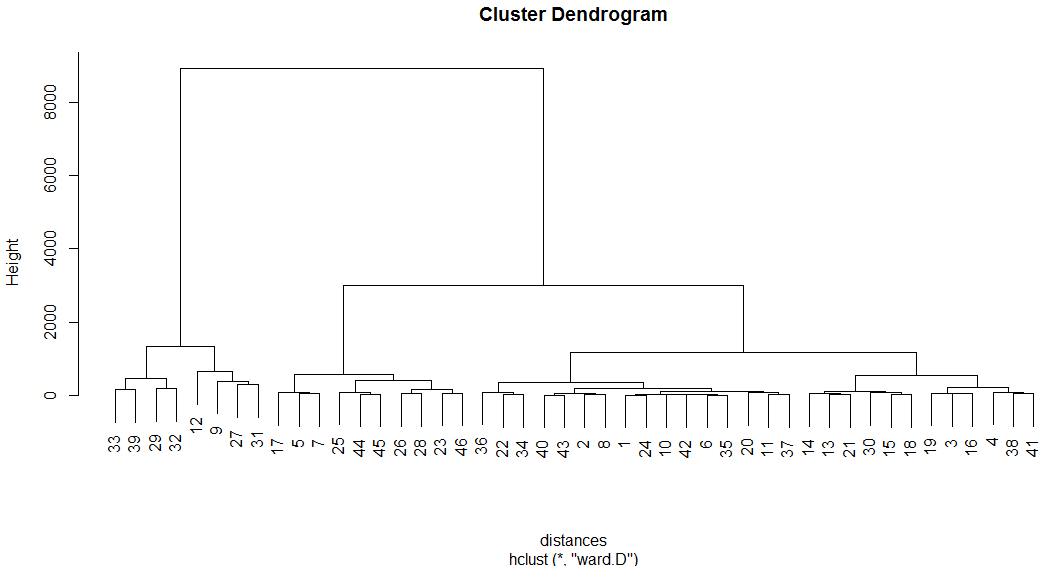 Cluster Dendrogram
Height
8000
6000
4000
2000
0
33 39 29 32 12 9 27 31 17 5 7 25 44 45 26 28 23 46 36 22 34 40 43 2 8 1 24 10 42 6 35 20 11 37 14 13 21 30 15 18 19 3 16 4 38 41
distances
hclust (*, "ward.D")